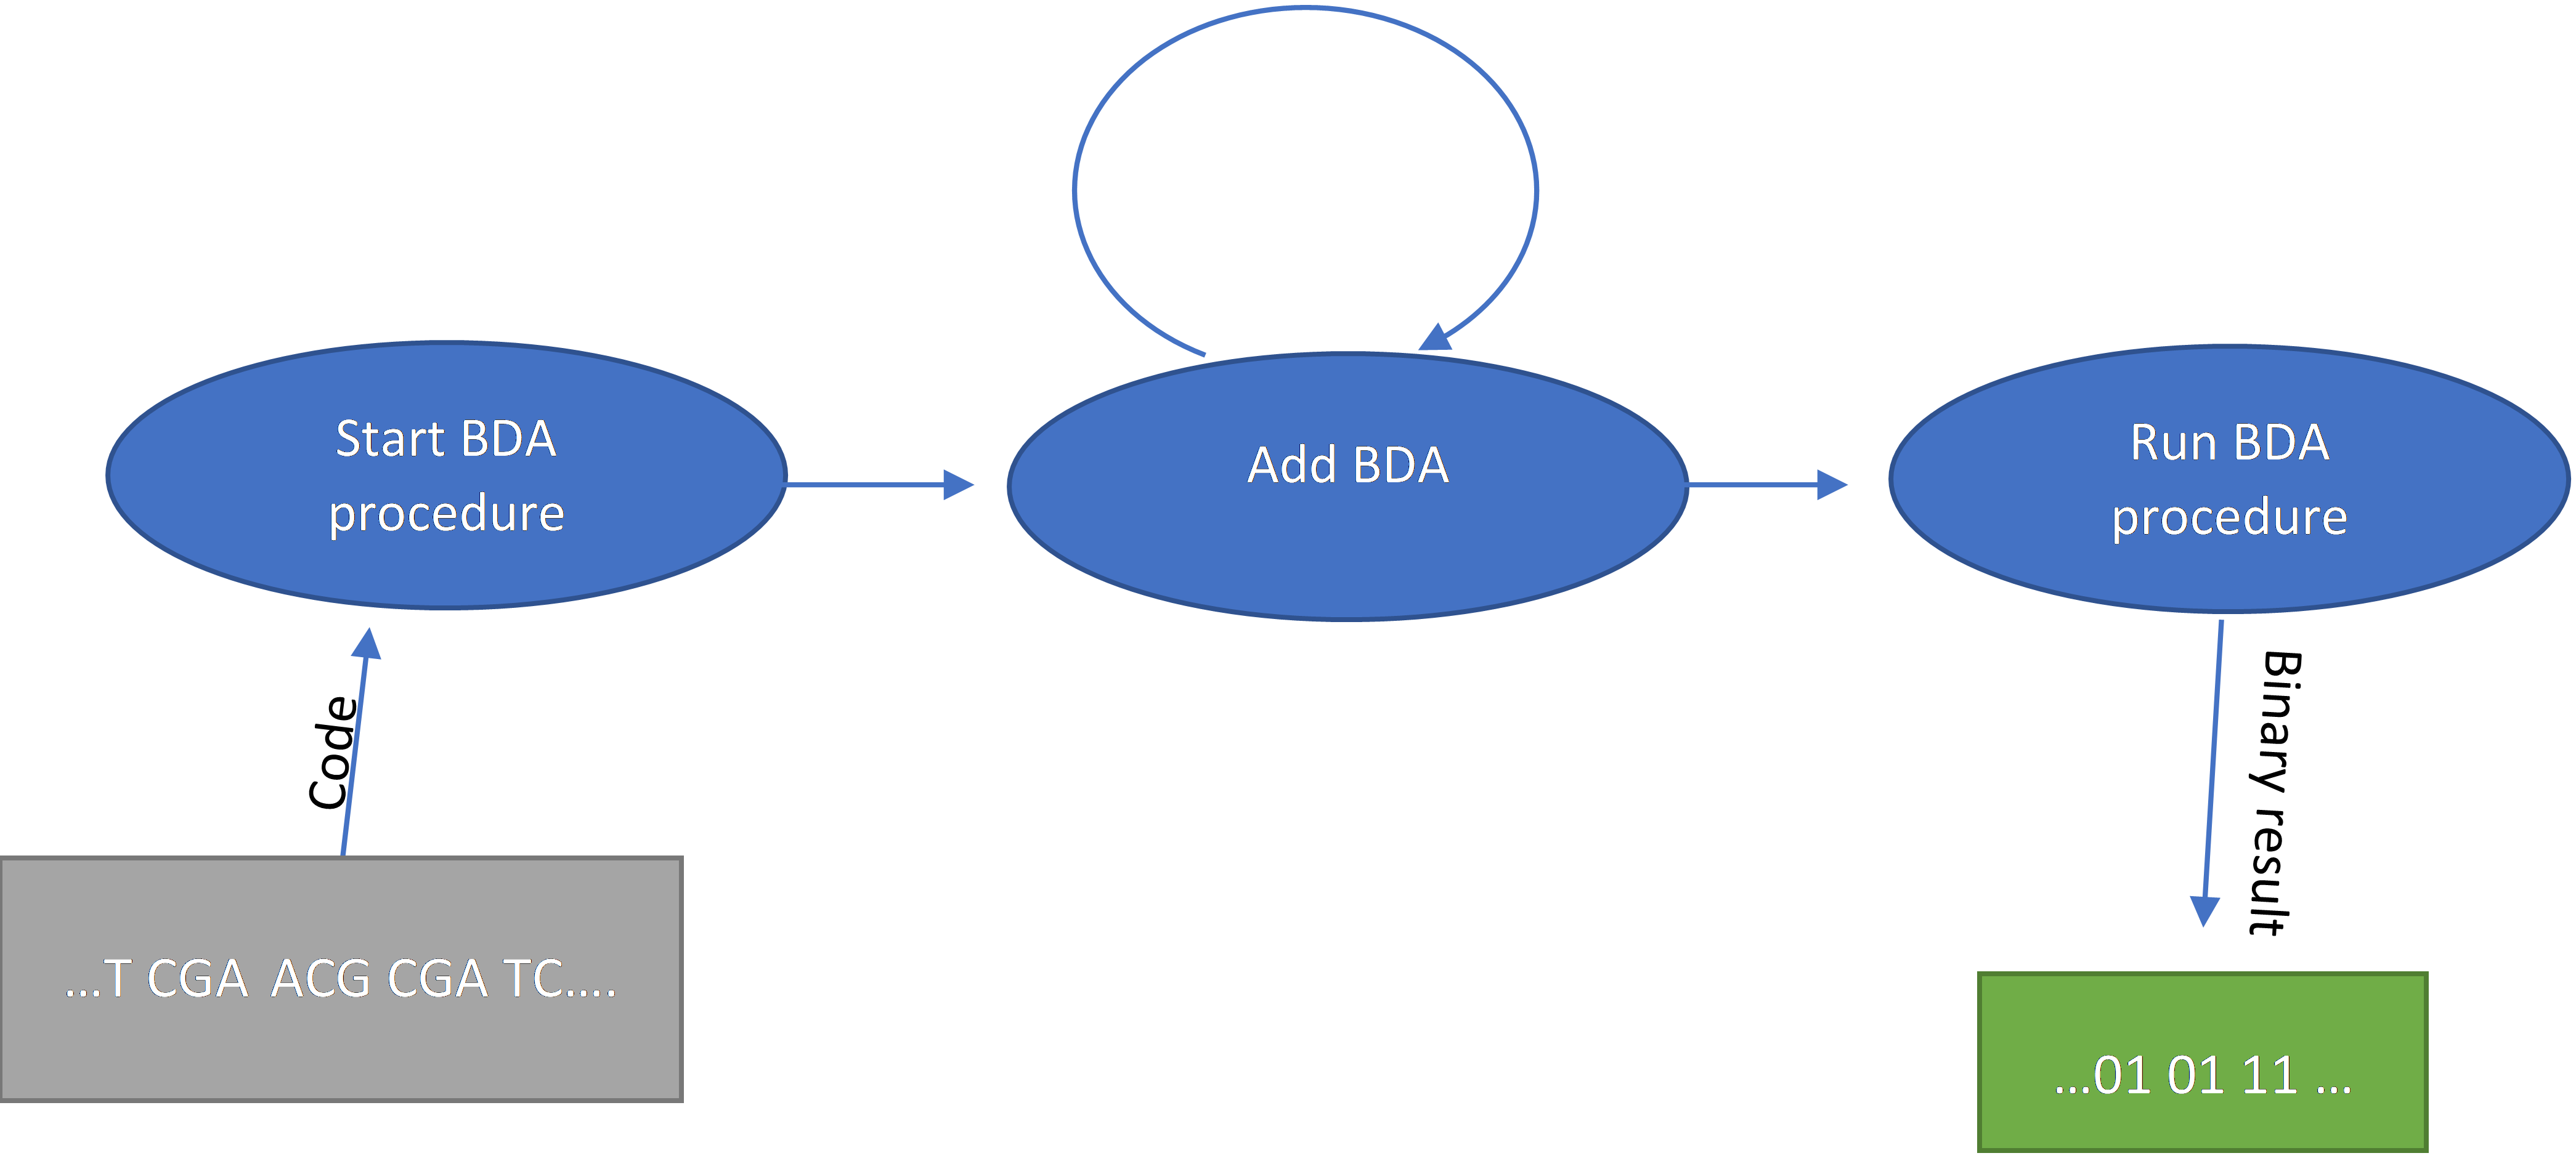 Start BDA
procedure
Add BDA
Run BDA
procedure
Code
Binary result
...T CGA ACG CGA TC....
...01 01 11 ...